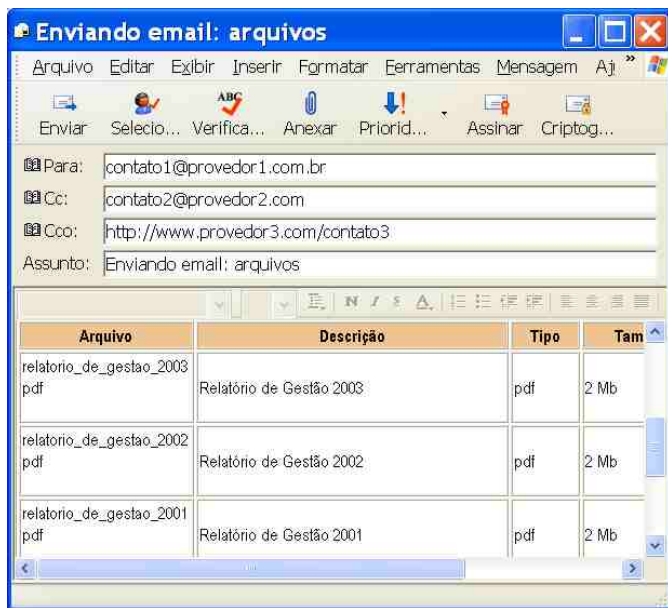 Enviando email: arquivos
Arquivo Editar Exibir Inserir Formatar Ferramentas Mensagem Aj »
Enviar Selecio... Verifica... Anexar Priorid... Assinar Criptog...
Para: contato1@provedor1.com.br
Cc: contato2@provedor2.com
Cco: http://www.provedor3.com/contato3
Assunto: Enviando email: arquivos
N I S A
Arquivo Descrição Tipo Tam
relatorio_de_gestao_2003
pdf Relatório de Gestão 2003 pdf 2 Mb
relatorio_de_gestao_2002
pdf Relatório de Gestão 2002 pdf 2 Mb
relatorio_de_gestao_2001
pdf Relatório de Gestão 2001 pdf 2 Mb